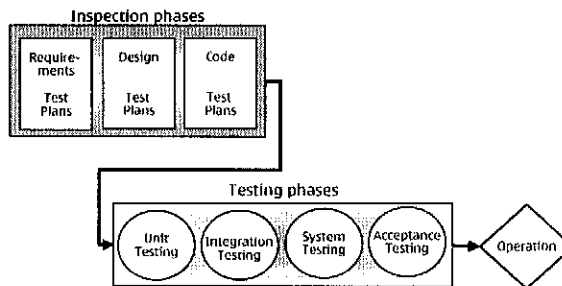 Inspection phases
Require-
ments
Test
Plans
Design
Test
Plans
Code
Test
Plans
Testing phases
Unit
Testing
Integration
Testing
System
Testing
Acceptance
Testing
Operation